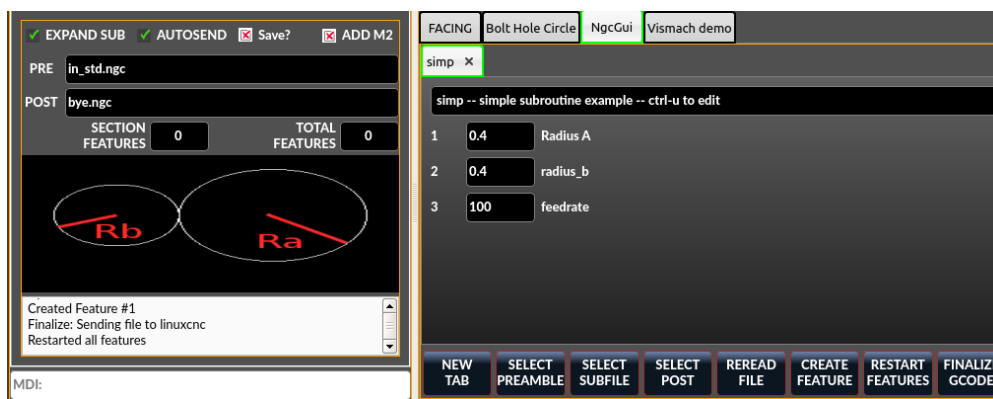 EXPAND SUB AUTOSEND Save? ADD M2
PRE in_std.ngc
POST bye.ngc
SECTION FEATURES 0 TOTAL FEATURES 0
Rb Ra
Created Feature #1
Finalize: Sending file to linuxcnc
Restarted all features
MDI:
FACING Bolt Hole Circle NgcGui Vismach demo
simp ×
simp -- simple subroutine example -- ctrl-u to edit
1 0.4 Radius A
2 0.4 radius_b
3 100 feedrate
NEW TAB SELECT PREAMBLE SELECT SUBFILE SELECT POST REREAD FILE CREATE FEATURE RESTART FEATURES FINALIZ GCODE